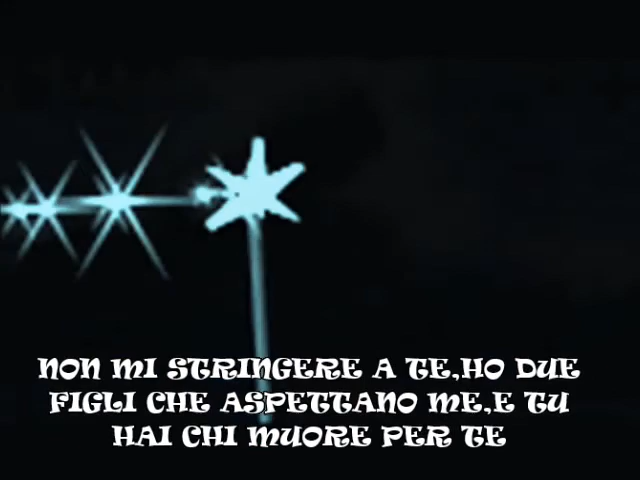 NON MI STRINGERE A TE,HO DUE
FIGLI CHE ASPETTANO ME,E TU
HAI CHI MUORE PER TE